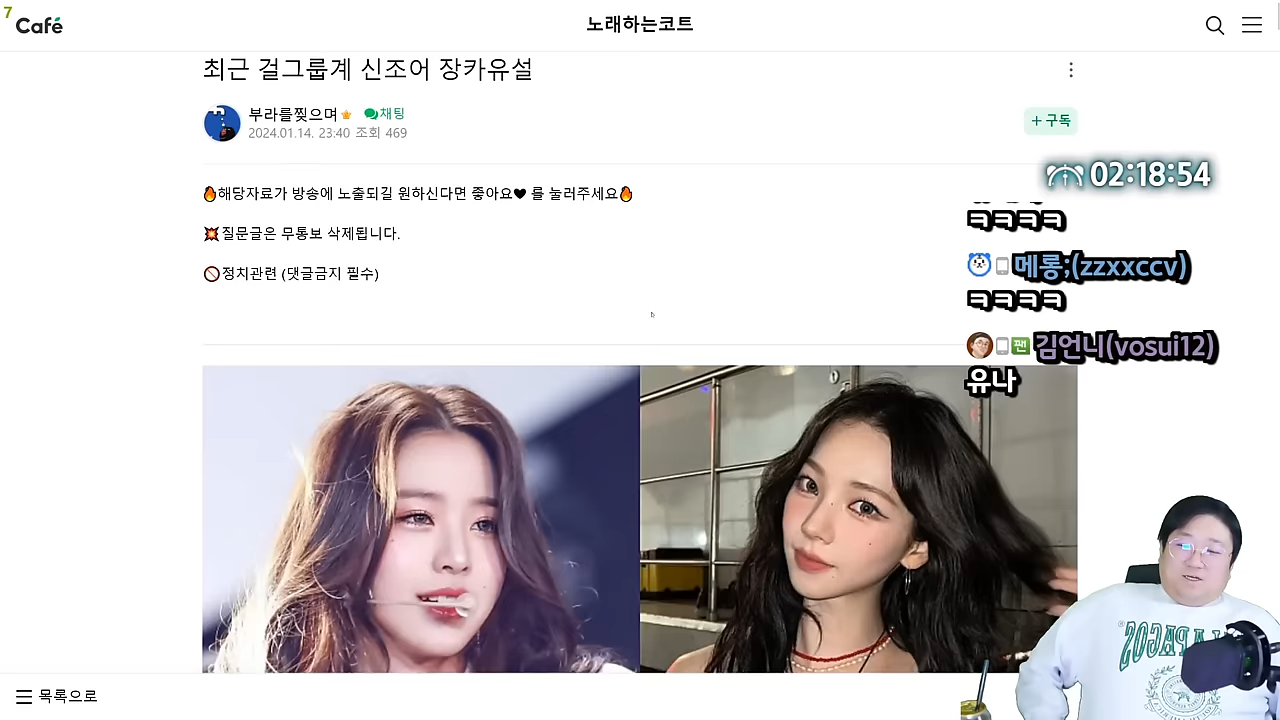 7
Café
노래하는코트
최근 걸그룹계 신조어 장카유설
부라를찢으며
채팅
2024.01.14. 23:40 조회 469
+ 구독
🔥해당자료가 방송에 노출되길 원하신다면 좋아요♥ 를 눌러주세요🔥
02:18:54
💥질문글은 무통보 삭제됩니다.
ㅋㅋㅋㅋ
🚫정치관련 (댓글금지 필수)
메롱;(zzxxccv)
ㅋㅋㅋㅋ
팬 김언니(vosui12)
유나
목록으로